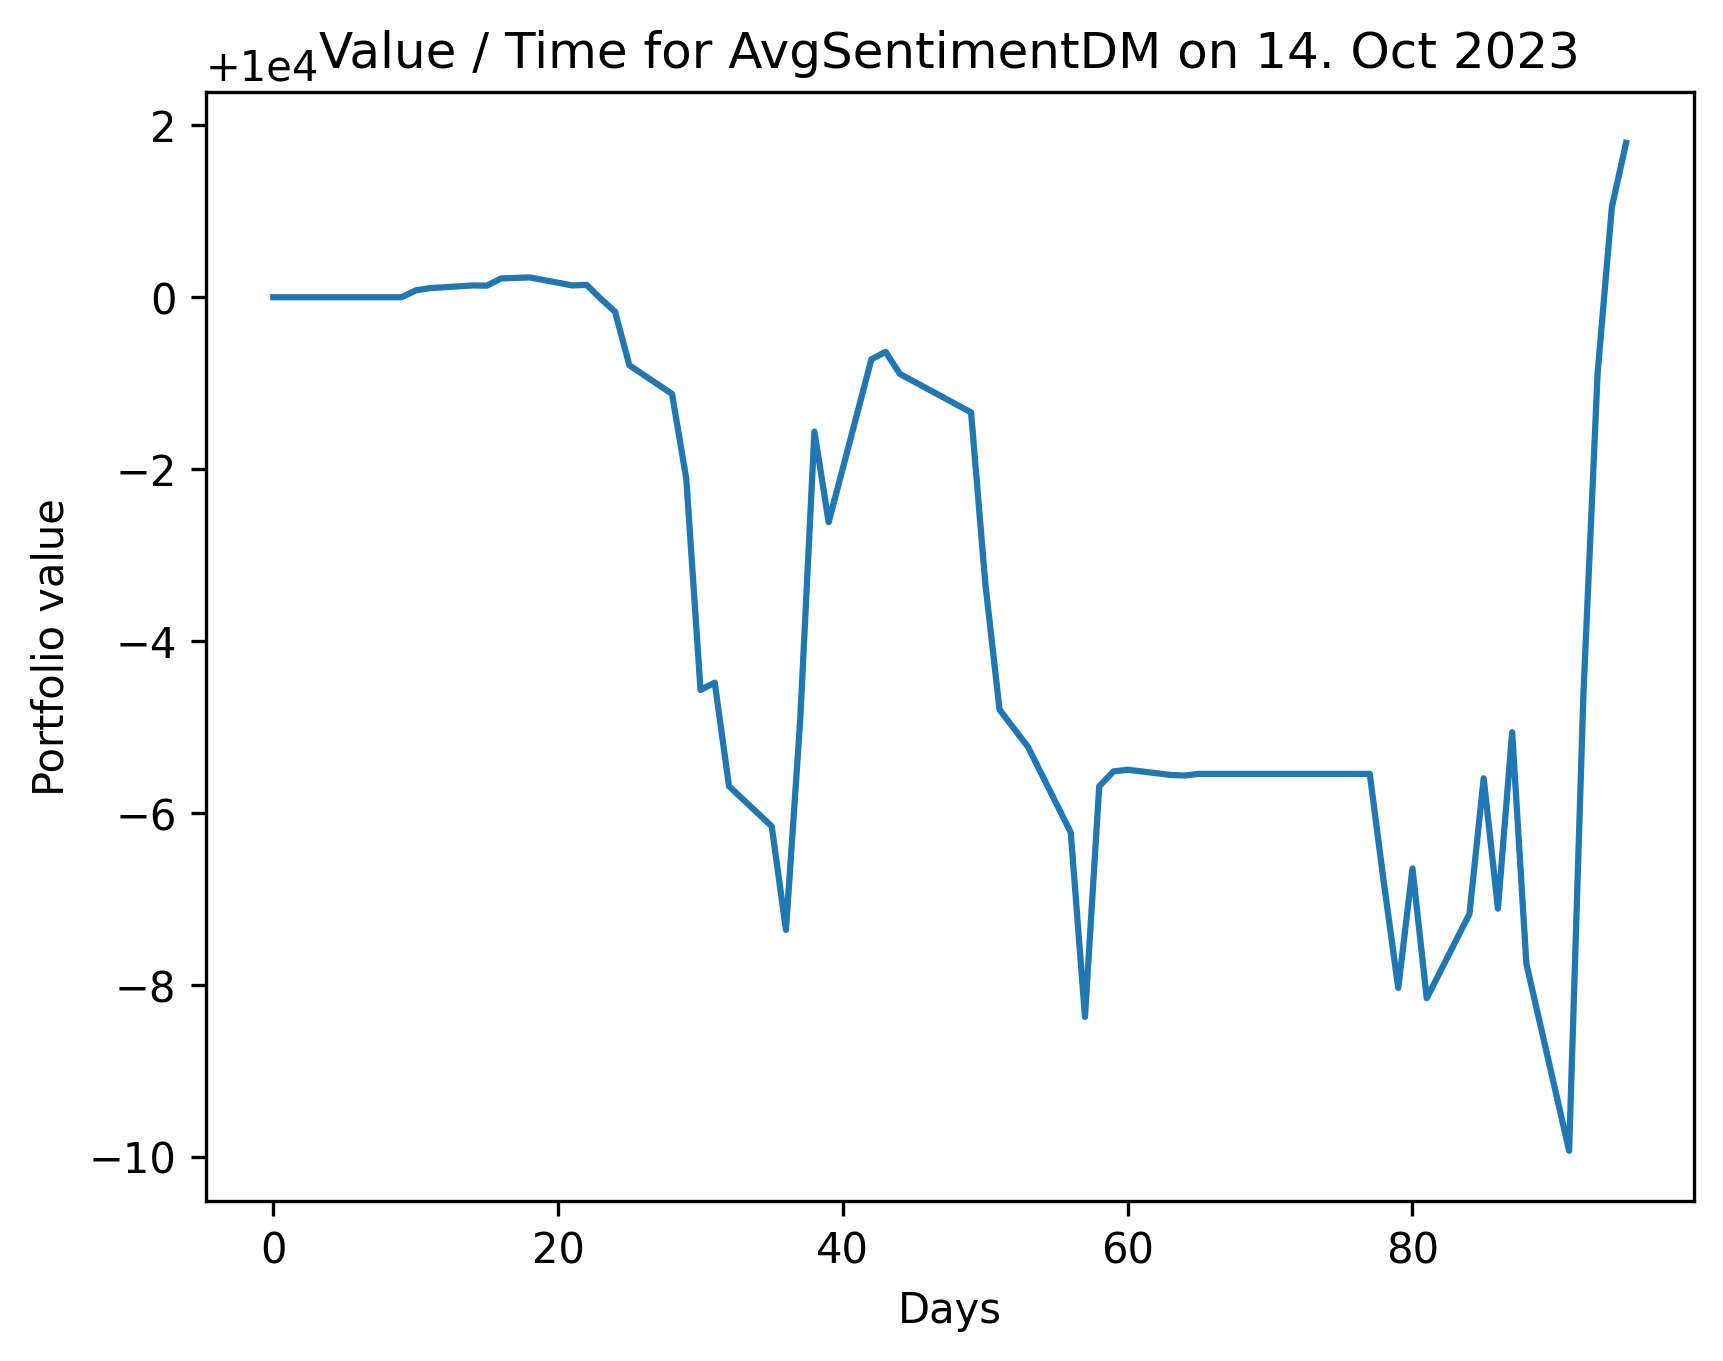 Value / Time for AvgSentimentDM on 14. Oct 2023
+1e4
2
0
−2
−4
−6
−8
−10
Portfolio value
0 20 40 60 80
Days